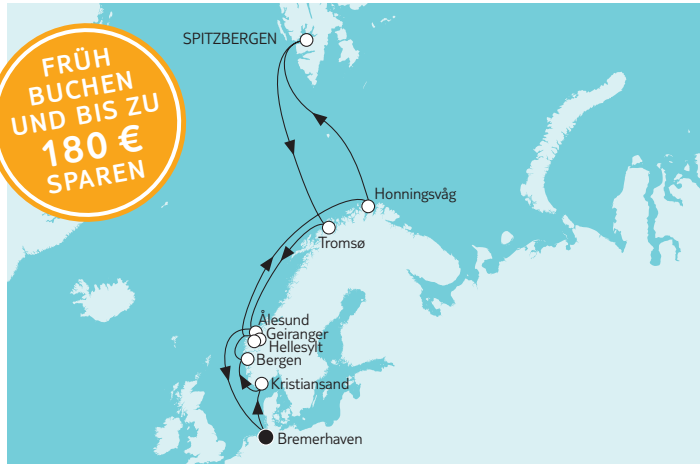 SPITZBERGEN
FRÜH
BUCHEN
UND BIS ZU
180 €
SPAREN
Honningsvåg
Tromsø
Ålesund
Geiranger
Hellesylt
Bergen
Kristiansand
Bremerhaven